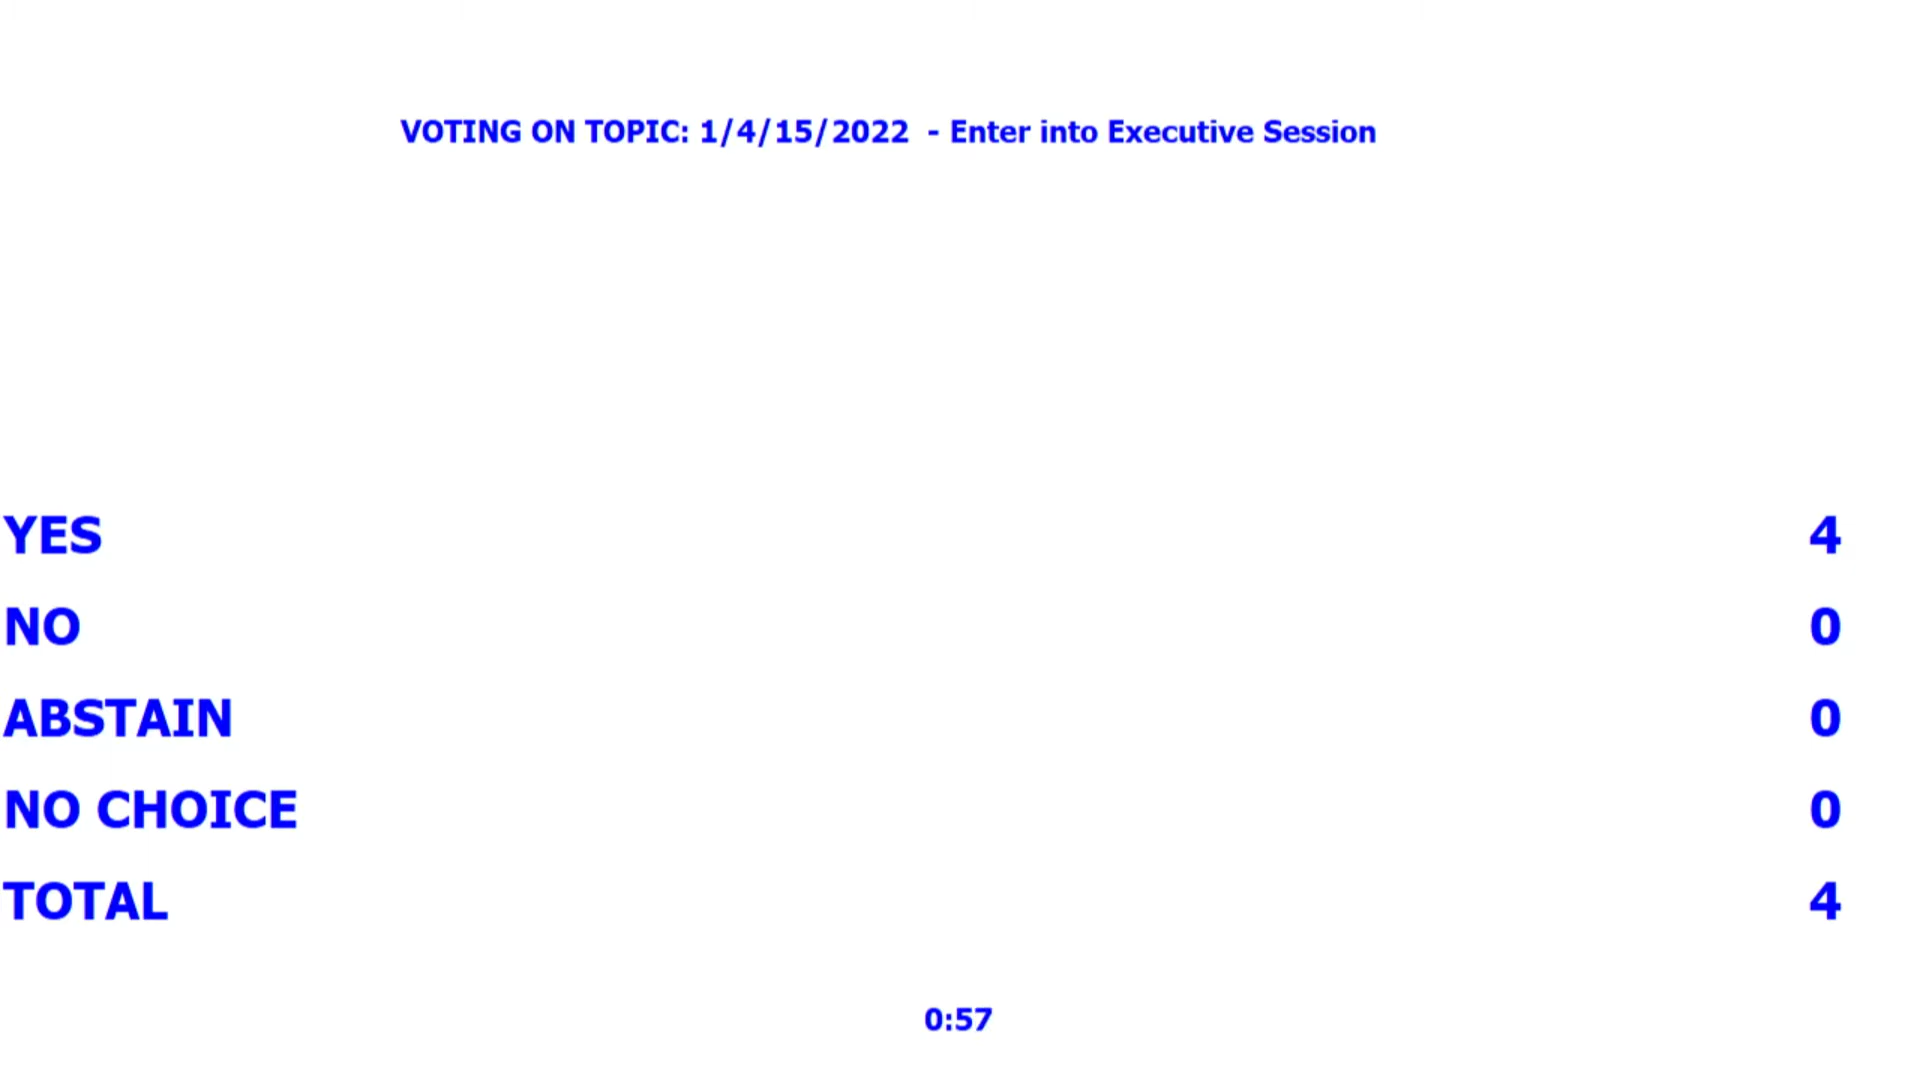 VOTING ON TOPIC: 1/4/15/2022 - Enter into Executive Session
YES 4
NO 0
ABSTAIN 0
NO CHOICE 0
TOTAL 4
0:57